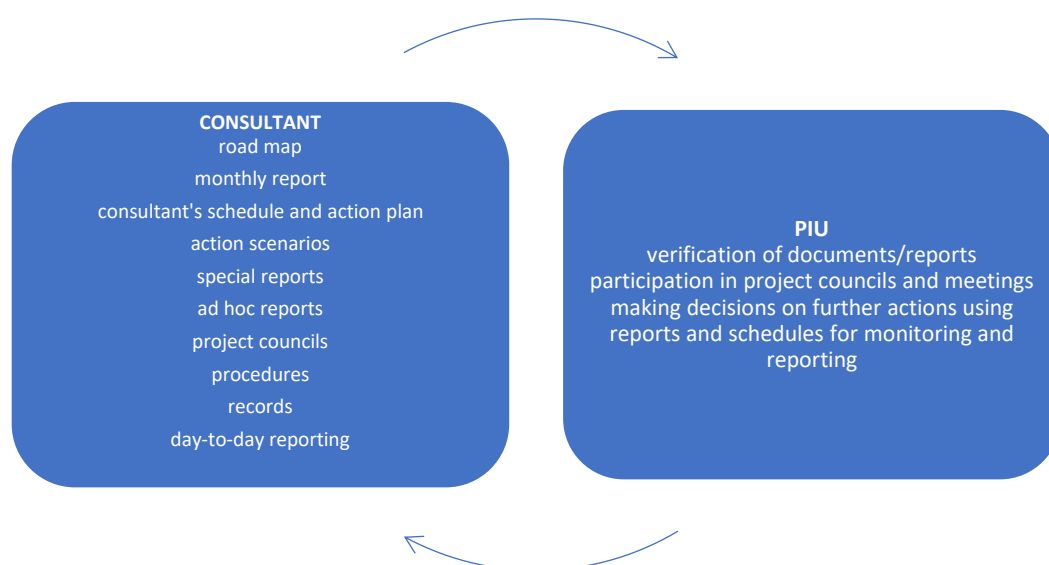 CONSULTANT
road map
monthly report
consultant's schedule and action plan
action scenarios
special reports
ad hoc reports
project councils
procedures
records
day-to-day reporting
PIU
verification of documents/reports
participation in project councils and meetings
making decisions on further actions using
reports and schedules for monitoring and
reporting